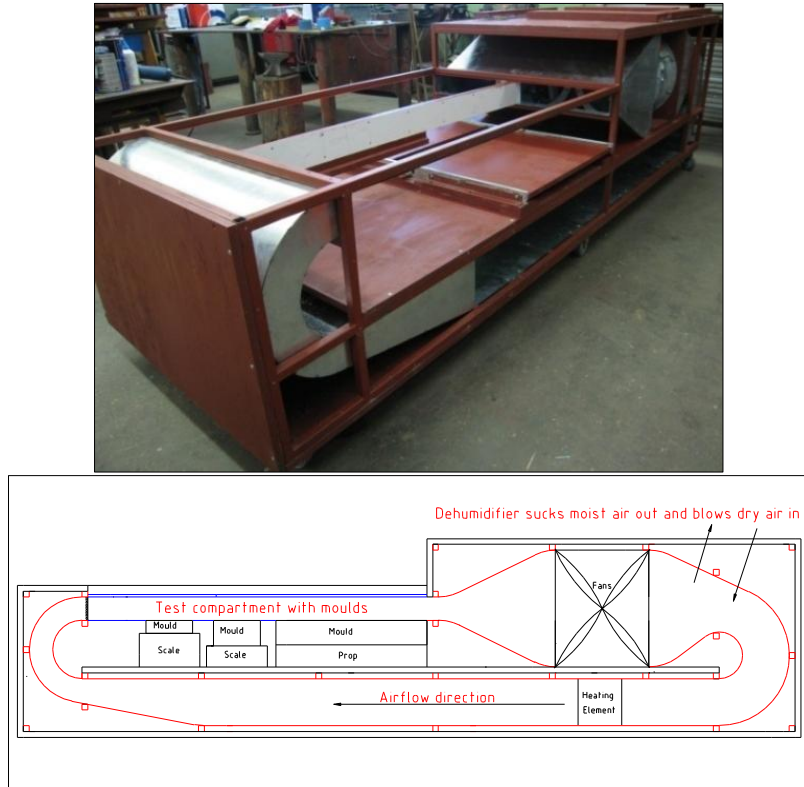 Dehumidifier sucks moist air out and blows dry air in
Fans
Test compartment with moulds
Mould
Mould
Mould
Scale
Scale
Prop
Airflow direction
Heating
Element